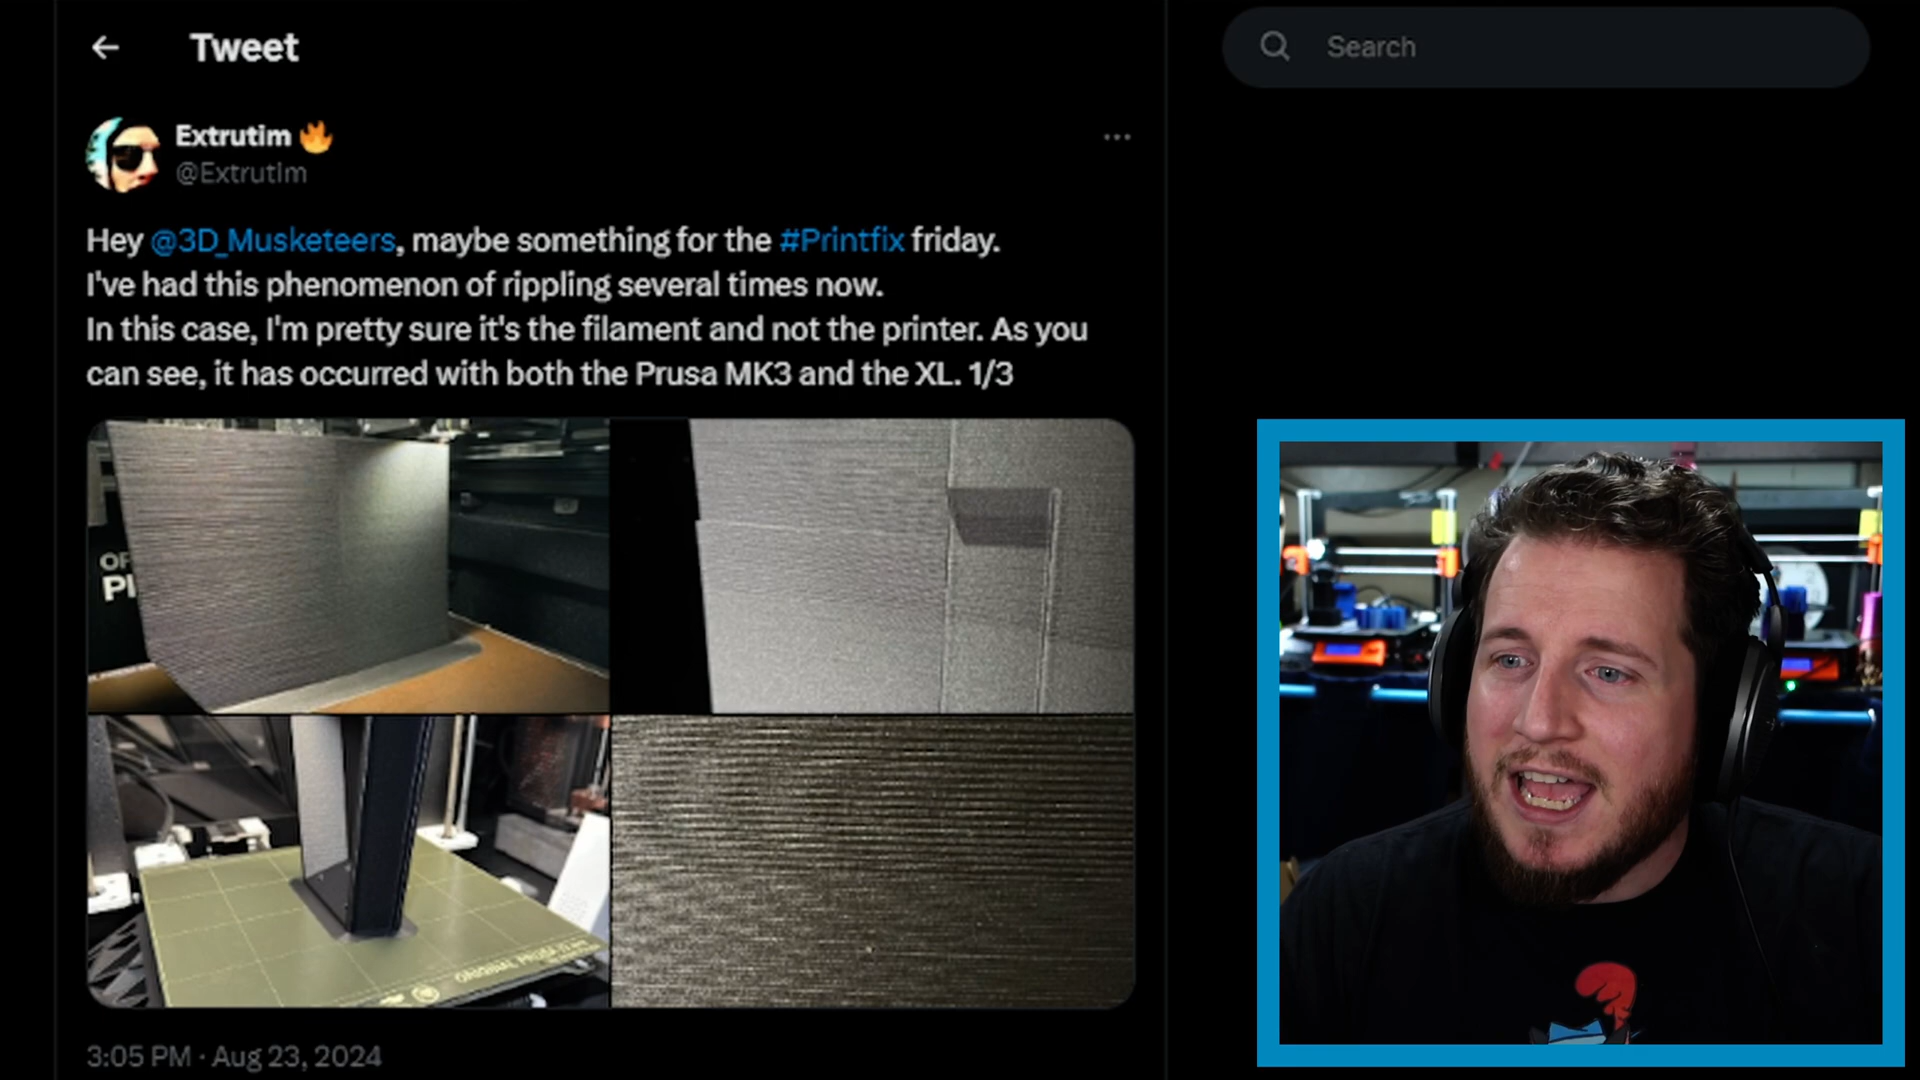 Tweet
Search
Extrutim 🔥
@ExtrutIm
Hey @3D_Musketeers, maybe something for the #Printfix friday.
I've had this phenomenon of rippling several times now.
In this case, I'm pretty sure it's the filament and not the printer. As you
can see, it has occurred with both the Prusa MK3 and the XL. 1/3
ORIGINAL PRUSA
3:05 PM · Aug 23, 2024